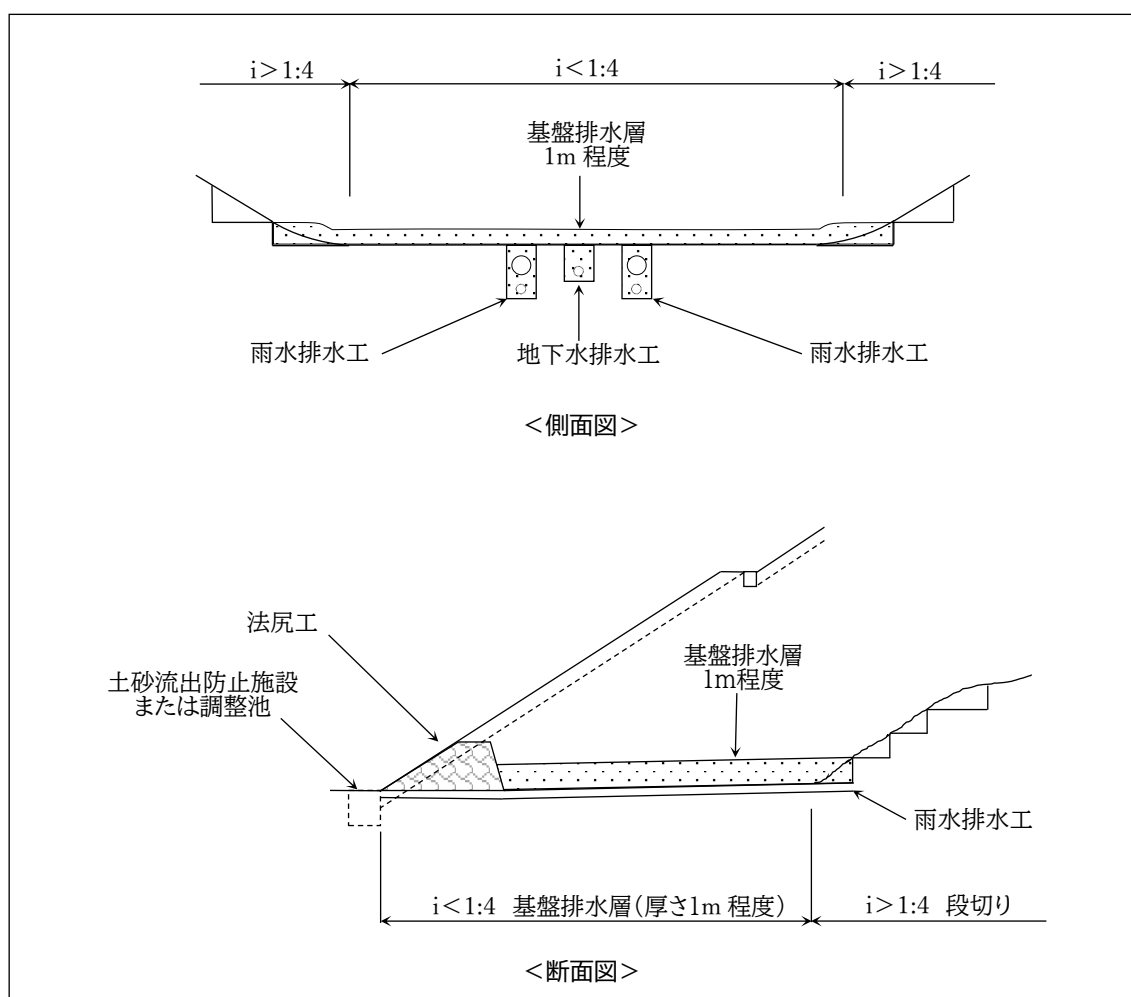 i＞1:4
i＜1:4
i＞1:4
基盤排水層
1m 程度
雨水排水工
地下水排水工
雨水排水工
＜側面図＞
法尻工
土砂流出防止施設
または調整池
基盤排水層
1m程度
雨水排水工
i＜1:4 基盤排水層（厚さ1m 程度）
i＞1:4 段切り
＜断面図＞